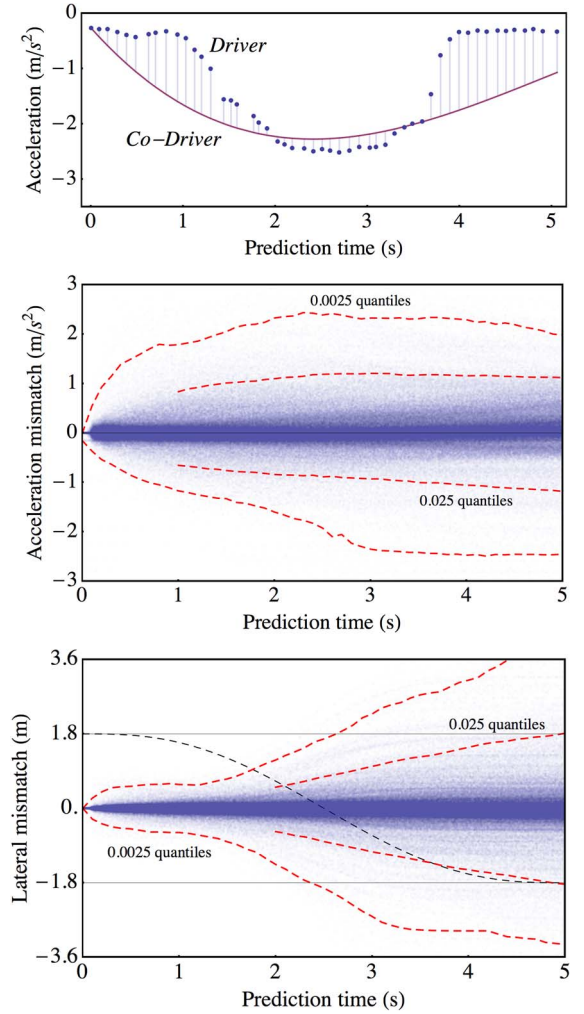 0
Driver
-1
Acceleration (m/s²)
Co-Driver
-2
-3
0 1 2 3 4 5
Prediction time (s)
3
0.0025 quantiles
2
1
Acceleration mismatch (m/s²)
0
-1
0.025 quantiles
-2
-3
0 1 2 3 4 5
Prediction time (s)
3.6
1.8
0.025 quantiles
Lateral mismatch (m)
0.
0.0025 quantiles
-1.8
-3.6
0 1 2 3 4 5
Prediction time (s)